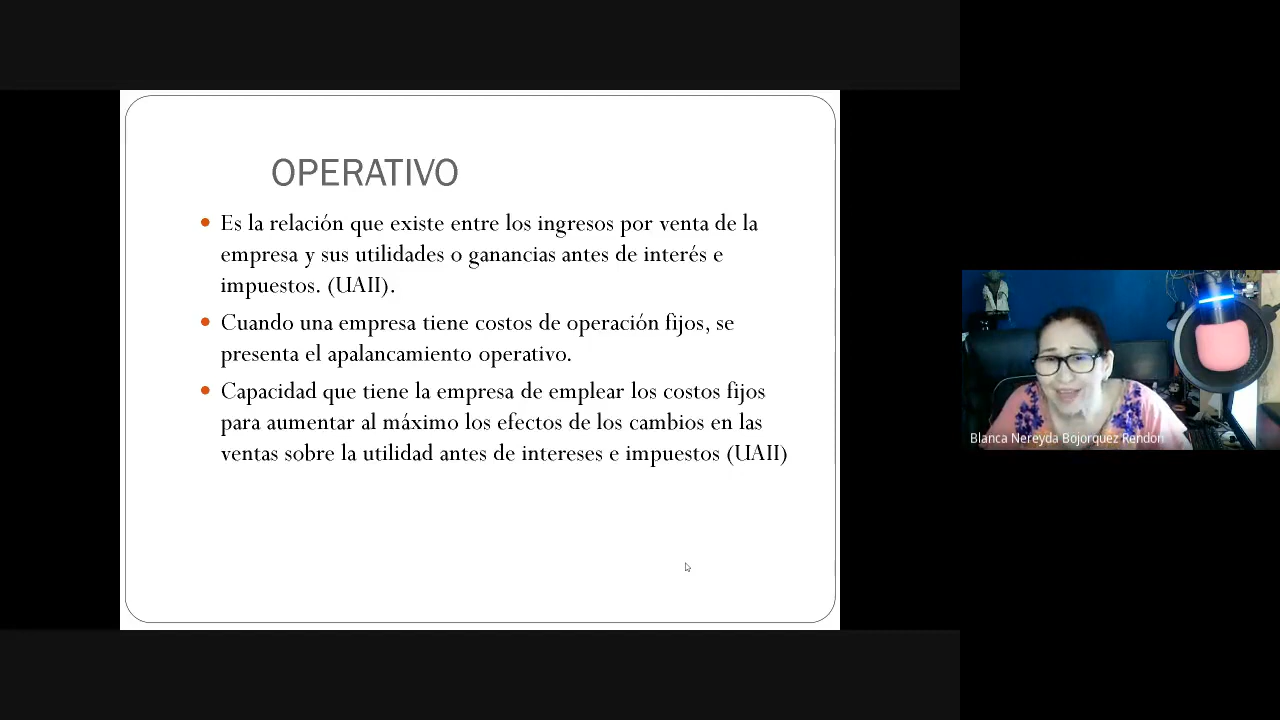 OPERATIVO
• Es la relación que existe entre los ingresos por venta de la
empresa y sus utilidades o ganancias antes de interés e
impuestos. (UAII).
• Cuando una empresa tiene costos de operación fijos, se
presenta el apalancamiento operativo.
• Capacidad que tiene la empresa de emplear los costos fijos
para aumentar al máximo los efectos de los cambios en las
ventas sobre la utilidad antes de intereses e impuestos (UAII)
Blanca Nereyda Bojorquez Rendon